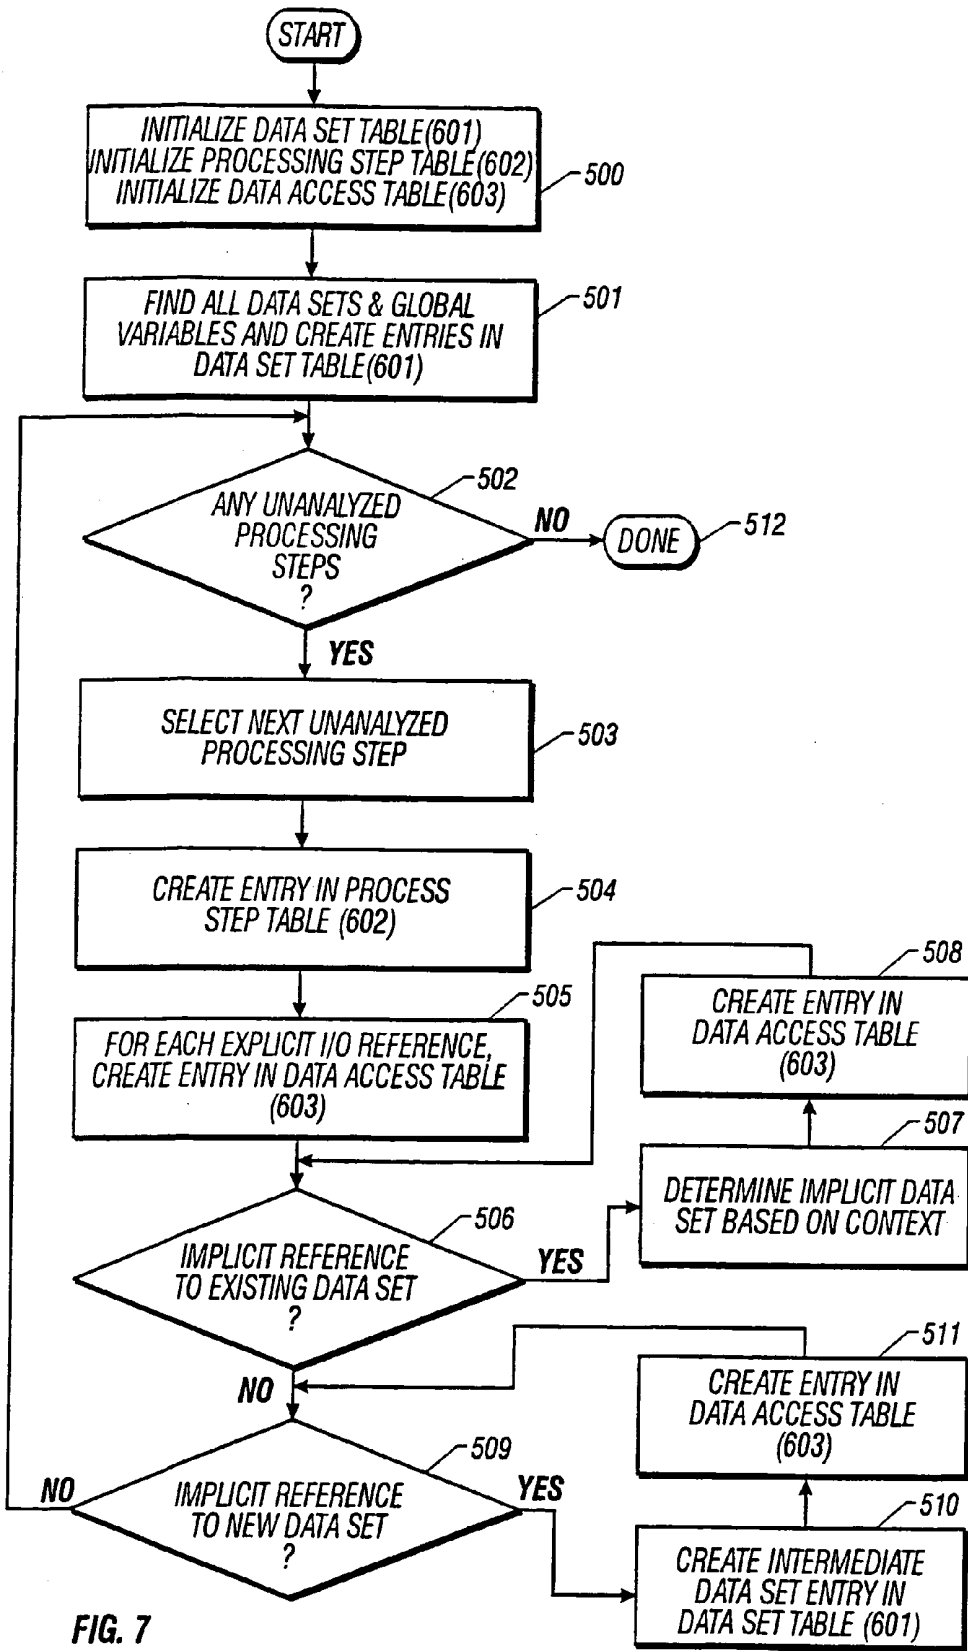 START
INITIALIZE DATA SET TABLE(601)
INITIALIZE PROCESSING STEP TABLE(602)
INITIALIZE DATA ACCESS TABLE(603)
500
FIND ALL DATA SETS & GLOBAL
VARIABLES AND CREATE ENTRIES IN
DATA SET TABLE(601)
501
ANY UNANALYZED
PROCESSING
STEPS
?
502
NO
DONE
512
YES
SELECT NEXT UNANALYZED
PROCESSING STEP
503
CREATE ENTRY IN PROCESS
STEP TABLE (602)
504
FOR EACH EXPLICIT I/O REFERENCE,
CREATE ENTRY IN DATA ACCESS TABLE
(603)
505
IMPLICIT REFERENCE
TO EXISTING DATA SET
?
506
YES
DETERMINE IMPLICIT DATA
SET BASED ON CONTEXT
507
CREATE ENTRY IN
DATA ACCESS TABLE
(603)
508
NO
IMPLICIT REFERENCE
TO NEW DATA SET
?
509
NO
YES
CREATE INTERMEDIATE
DATA SET ENTRY IN
DATA SET TABLE (601)
510
CREATE ENTRY IN
DATA ACCESS TABLE
(603)
511
FIG. 7